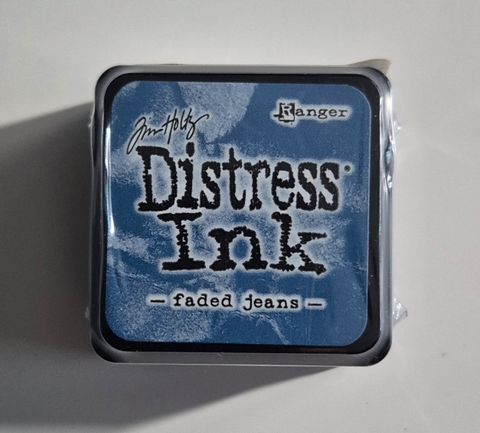 Tim Holtz
Ranger
Distress®
Ink
— faded jeans —